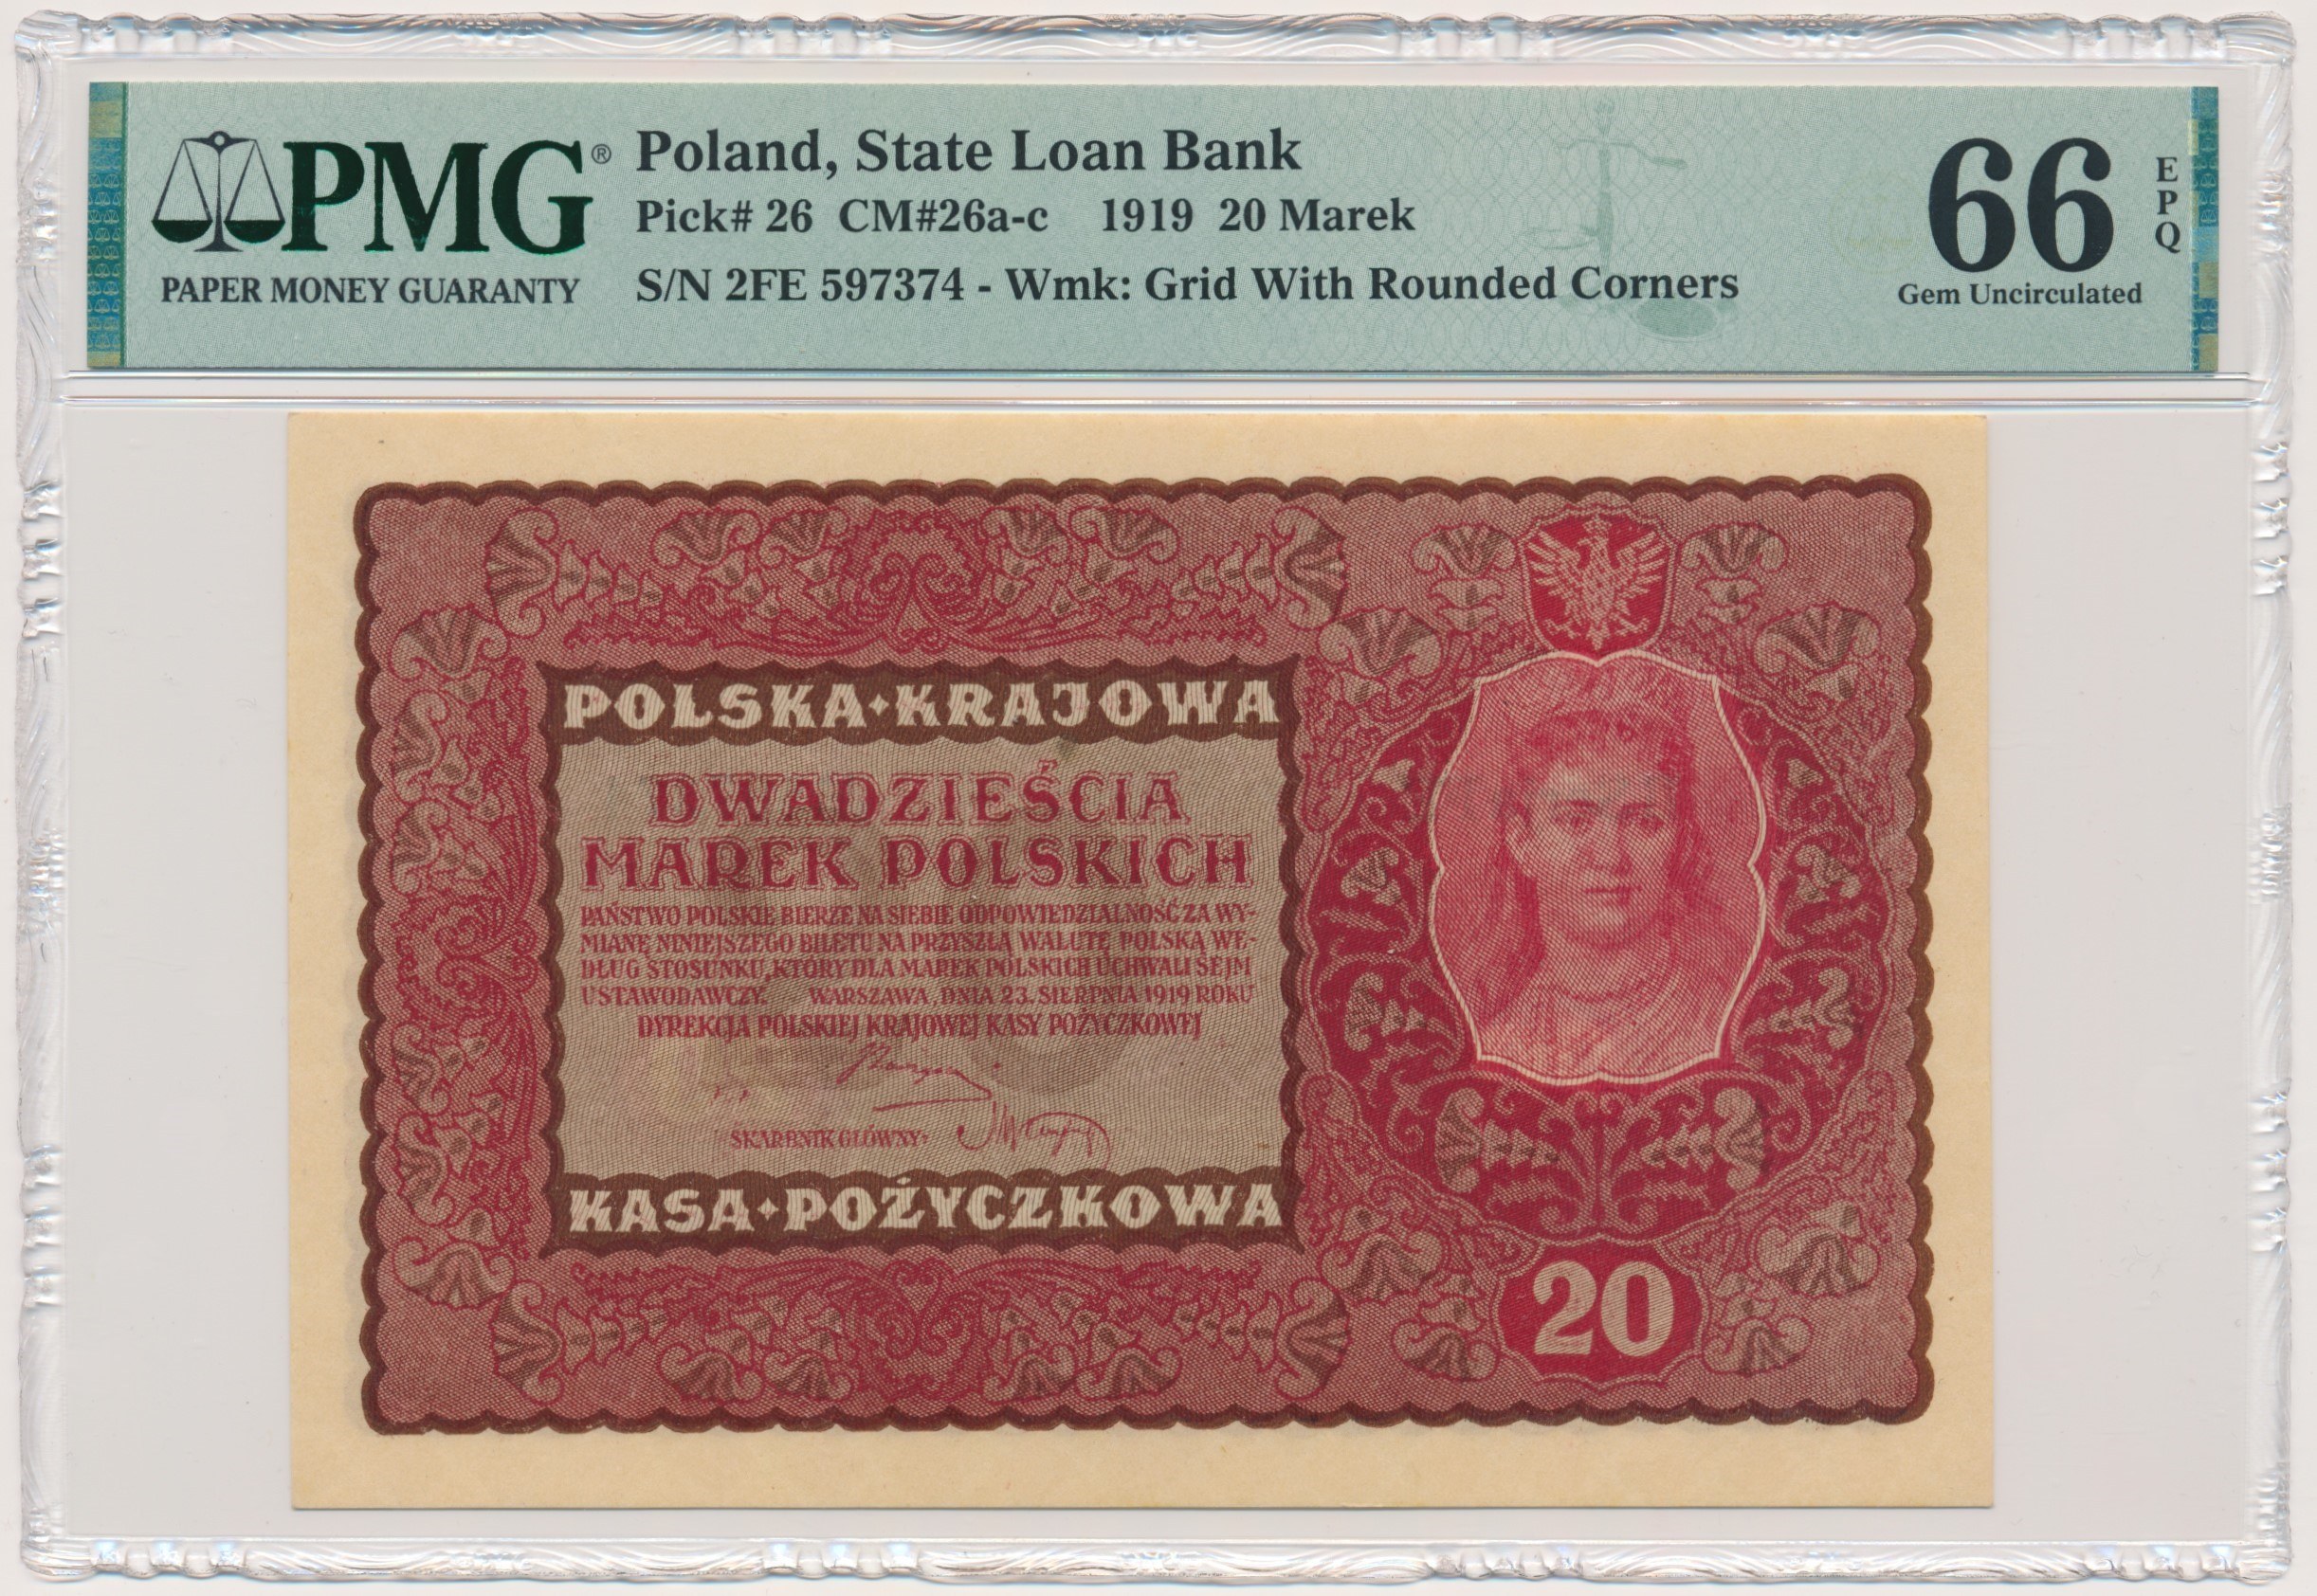 PMG®
PAPER MONEY GUARANTY
Poland, State Loan Bank
Pick# 26 CM#26a-c 1919 20 Marek
S/N 2FE 597374 - Wmk: Grid With Rounded Corners
66
EPQ
Gem Uncirculated
POLSKA·KRAJOWA
DWADZIEŚCIA
MAREK POLSKICH
PAŃSTWO POLSKIE BIERZE NA SIEBIE ODPOWIEDZIALNOŚĆ ZA WY-
MIANĘ NINIEJSZEGO BILETU NA PRZYSZŁĄ WALUTĘ POLSKĄ WE-
DŁUG STOSUNKU, KTÓRY DLA MAREK POLSKICH UCHWALI SEJM
USTAWODAWCZY. WARSZAWA, DNIA 23. SIERPNIA 1919 ROKU
DYREKCJA POLSKIEJ KRAJOWEJ KASY POŻYCZKOWEJ
SKARBNIK GŁÓWNY:
KASA·POŻYCZKOWA
20